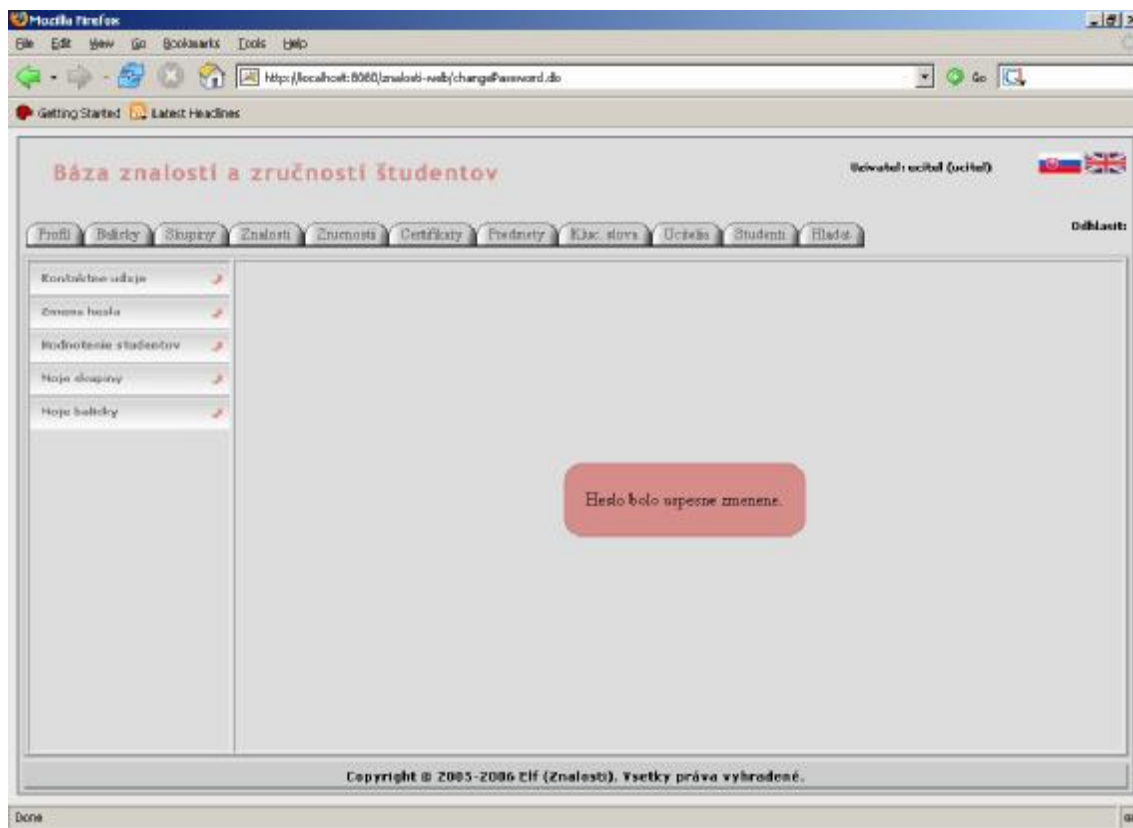 Mozilla Firefox
File Edit View Go Bookmarks Tools Help
http://localhost:8080/znalosti-web/changePassword.do
Go
Getting Started Latest Headlines
Báza znalostí a zručností študentov
Uzivatel: ucitel (ucitel)
Odhlasit:
Profil Balicky Skupiny Znalosti Zrucnosti Certifikaty Predmety Kluc. slova Ucitelia Studenti Hladat
Kontaktne udaje
Zmena hesla
Hodnotenie studentov
Moje skupiny
Moje balicky
Heslo bolo uspesne zmenene.
Copyright © 2005-2006 Elf (Znalosti). Vsetky práva vyhradené.
Done